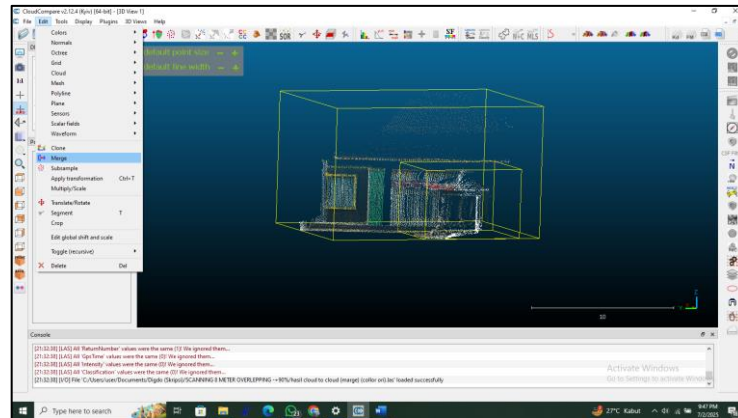 CloudCompare v2.12.4 (Kyiv) [64-bit] - [3D View 1]
File Edit Tools Display Plugins 3D Views Help
default point size
default line width
Colors
Normals
Octree
Grid
Cloud
Mesh
Polyline
Plane
Sensors
Scalar fields
Waveform
Clone
Merge
Subsample
Apply transformation Ctrl+T
Multiply/Scale
Translate/Rotate
Segment T
Crop
Edit global shift and scale
Toggle (recursive)
Delete Del
Console
[21:32:38] [LAS] All 'ReturnNumber' values were the same (1)! We ignored them...
[21:32:38] [LAS] All 'GpsTime' values were the same (0)! We ignored them...
[21:32:38] [LAS] All 'Intensity' values were the same (0)! We ignored them...
[21:32:38] [LAS] All 'Classification' values were the same (0)! We ignored them...
Activate Windows
Go to Settings to activate Windows
Type here to search
27°C Kabut
9:47 PM
7/2/2025